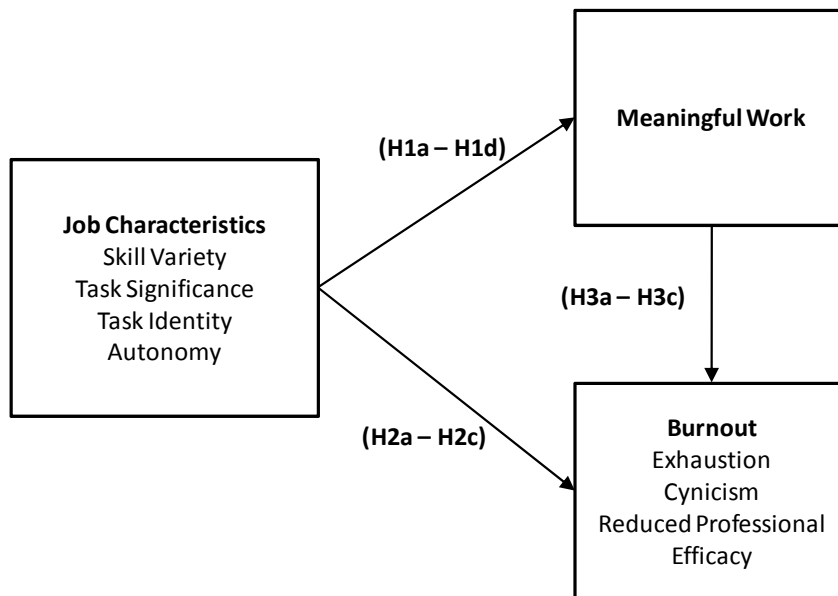 Meaningful Work
(H1a – H1d)
Job Characteristics
Skill Variety
Task Significance
Task Identity
Autonomy
(H3a – H3c)
(H2a – H2c)
Burnout
Exhaustion
Cynicism
Reduced Professional
Efficacy